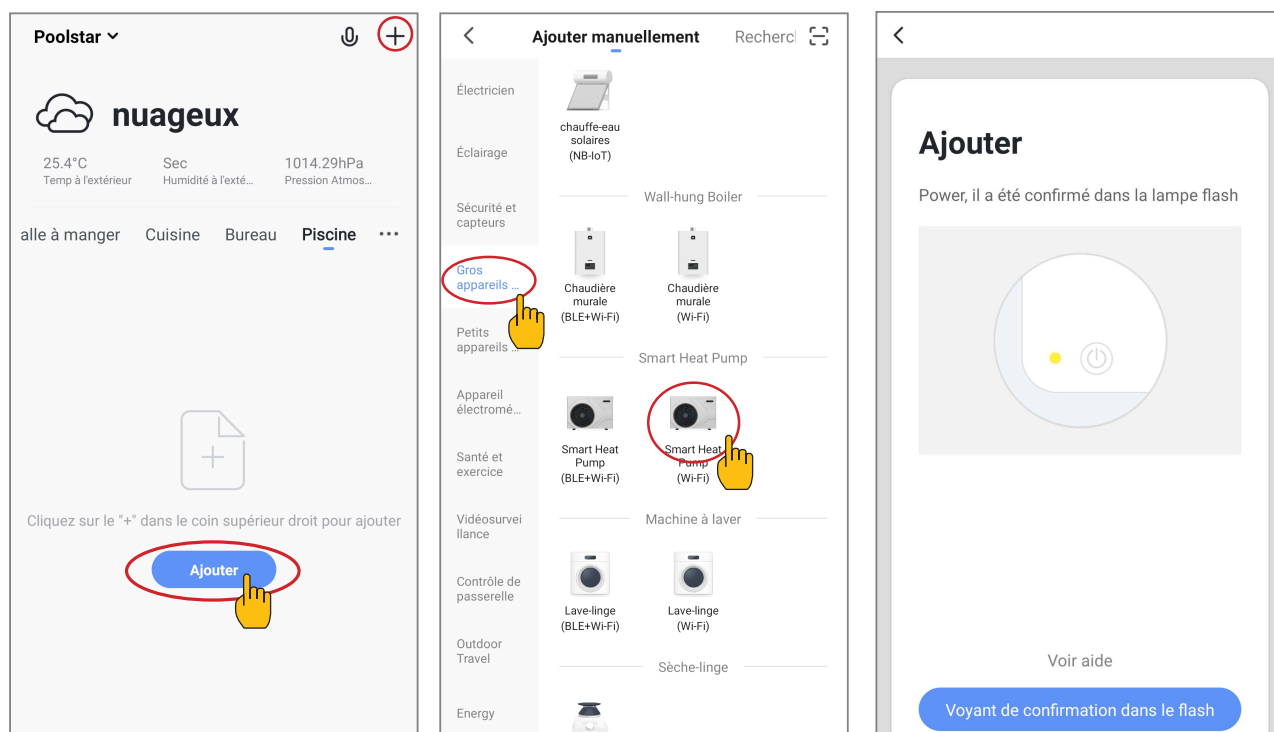 Poolstar
nuageux
25.4°C
Sec
1014.29hPa
Temp à l'extérieur
Humidité à l'exté...
Pression Atmos...
alle à manger
Cuisine
Bureau
Piscine
Cliquez sur le "+" dans le coin supérieur droit pour ajouter
Ajouter
Ajouter manuellement
Recherc
Électricien
Éclairage
Sécurité et
capteurs
Gros
appareils ...
Petits
appareils ...
Appareil
électromé...
Santé et
exercice
Vidéosurvei
llance
Contrôle de
passerelle
Outdoor
Travel
Energy
chauffe-eau
solaires
(NB-IoT)
Wall-hung Boiler
Chaudière
murale
(BLE+Wi-Fi)
Chaudière
murale
(Wi-Fi)
Smart Heat Pump
Smart Heat
Pump
(BLE+Wi-Fi)
Smart Heat
Pump
(Wi-Fi)
Machine à laver
Lave-linge
(BLE+Wi-Fi)
Lave-linge
(Wi-Fi)
Sèche-linge
Ajouter
Power, il a été confirmé dans la lampe flash
Voir aide
Voyant de confirmation dans le flash